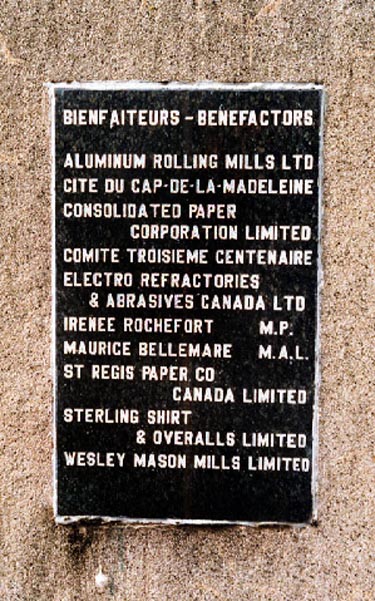 BIENFAITEURS - BENEFACTORS
ALUMINUM ROLLING MILLS LTD
CITE DU CAP-DE-LA-MADELEINE
CONSOLIDATED PAPER
CORPORATION LIMITED
COMITE TROISIEME CENTENAIRE
ELECTRO REFRACTORIES
& ABRASIVES CANADA LTD
IRENEE ROCHEFORT M.P.
MAURICE BELLEMARE M.A.L.
ST REGIS PAPER CO
CANADA LIMITED
STERLING SHIRT
& OVERALLS LIMITED
WESLEY MASON MILLS LIMITED